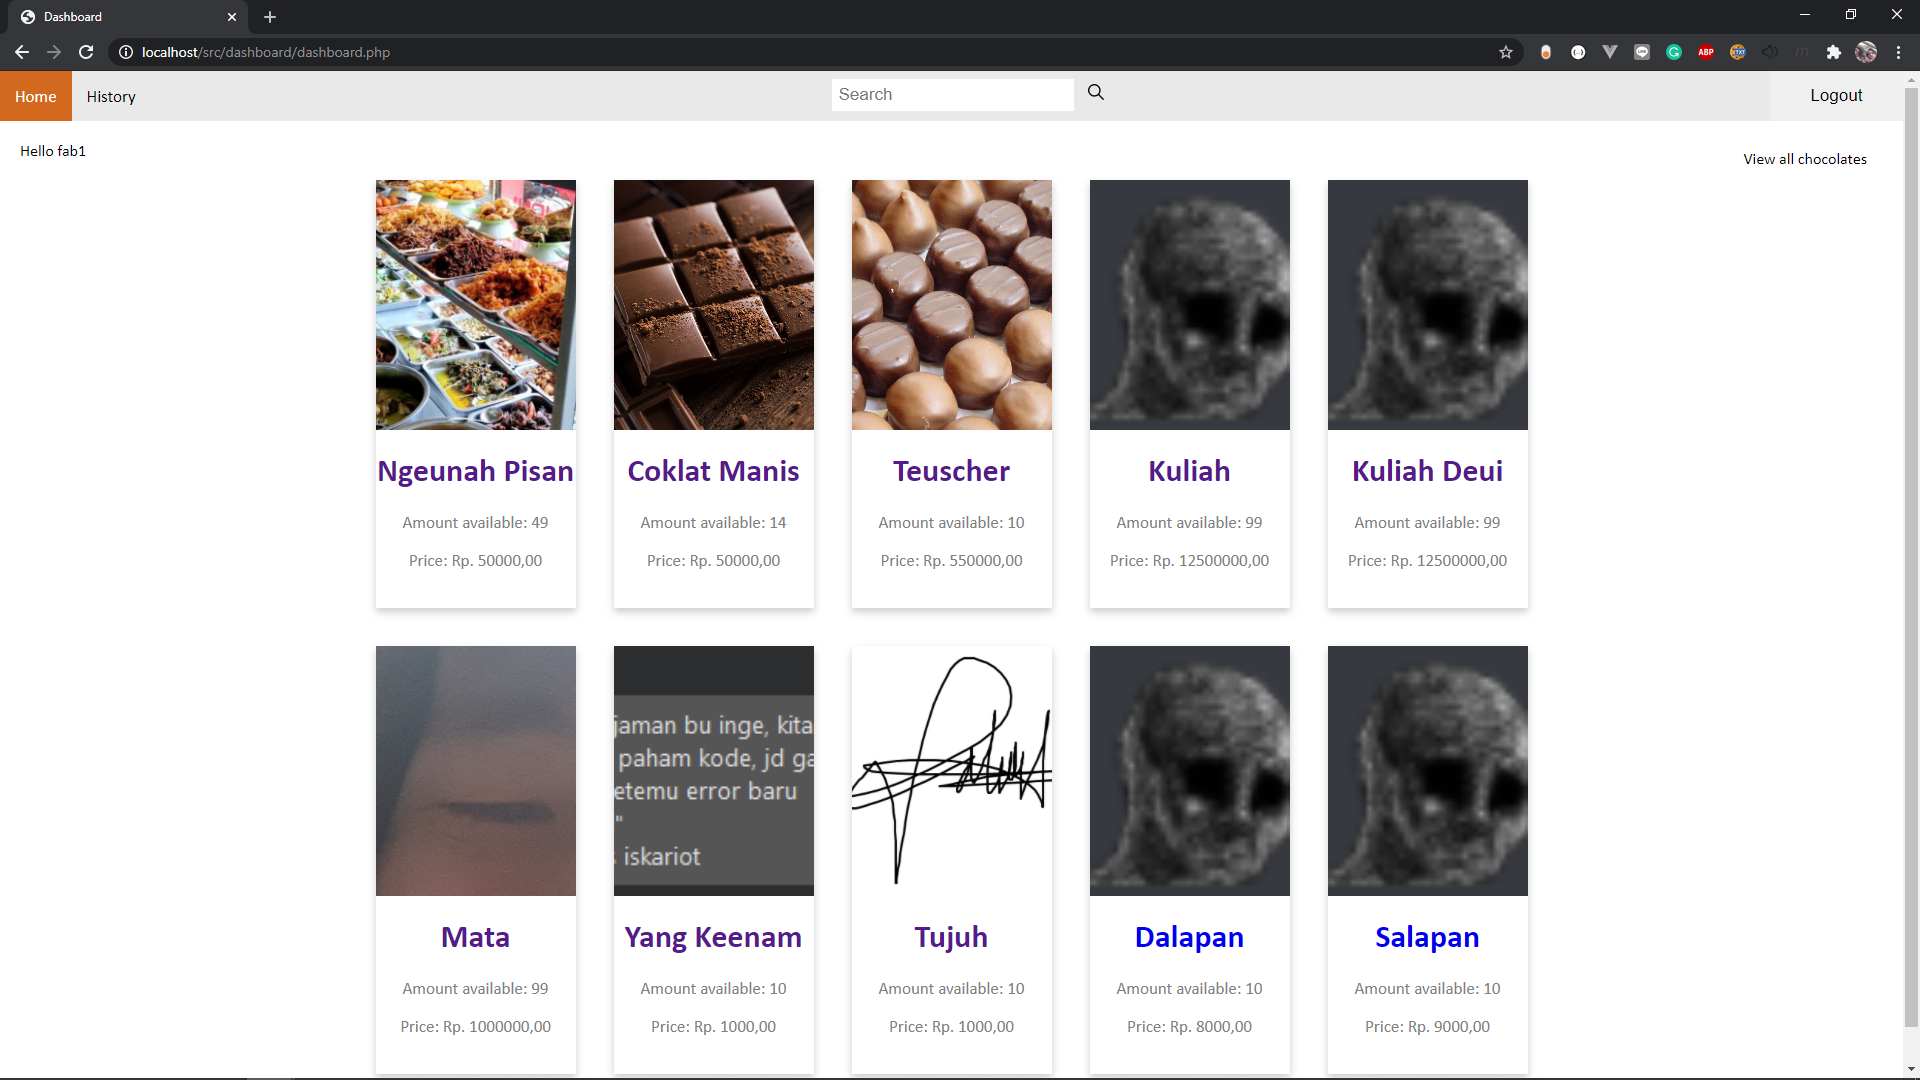 Dashboard
localhost/src/dashboard/dashboard.php
ABP
Home
History
Search
Logout
Hello fab1
View all chocolates
Ngeunah Pisan
Coklat Manis
Teuscher
Kuliah
Kuliah Deui
Amount available: 49
Amount available: 14
Amount available: 10
Amount available: 99
Amount available: 99
Price: Rp. 50000,00
Price: Rp. 50000,00
Price: Rp. 550000,00
Price: Rp. 12500000,00
Price: Rp. 12500000,00
jaman bu inge, kita
paham kode, jd ga
etemu error baru
"
iskariot
Mata
Yang Keenam
Tujuh
Dalapan
Salapan
Amount available: 99
Amount available: 10
Amount available: 10
Amount available: 10
Amount available: 10
Price: Rp. 1000000,00
Price: Rp. 1000,00
Price: Rp. 1000,00
Price: Rp. 8000,00
Price: Rp. 9000,00